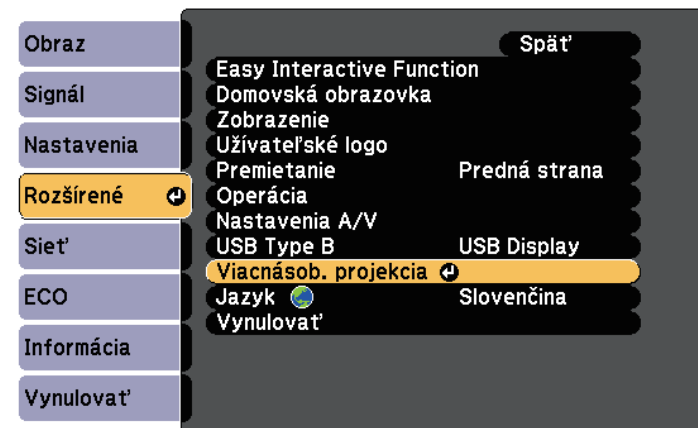 Obraz
Signál
Nastavenia
Rozšírené
Sieť
ECO
Informácia
Vynulovať
Späť
Easy Interactive Function
Domovská obrazovka
Zobrazenie
Užívateľské logo
Premietanie Predná strana
Operácia
Nastavenia A/V
USB Type B USB Display
Viacnásob. projekcia
Jazyk Slovenčina
Vynulovať